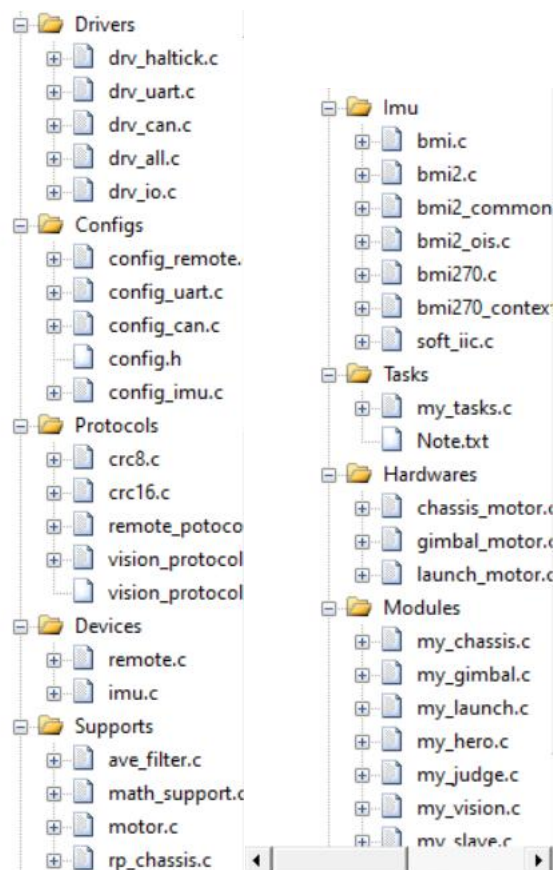 Drivers
drv_haltick.c
drv_uart.c
drv_can.c
drv_all.c
drv_io.c
Configs
config_remote.
config_uart.c
config_can.c
config.h
config_imu.c
Protocols
crc8.c
crc16.c
remote_potoco
vision_protocol
vision_protocol
Devices
remote.c
imu.c
Supports
ave_filter.c
math_support.c
motor.c
rp_chassis.c
Imu
bmi.c
bmi2.c
bmi2_common
bmi2_ois.c
bmi270.c
bmi270_contex
soft_iic.c
Tasks
my_tasks.c
Note.txt
Hardwares
chassis_motor.c
gimbal_motor.c
launch_motor.c
Modules
my_chassis.c
my_gimbal.c
my_launch.c
my_hero.c
my_judge.c
my_vision.c
my_slave.c